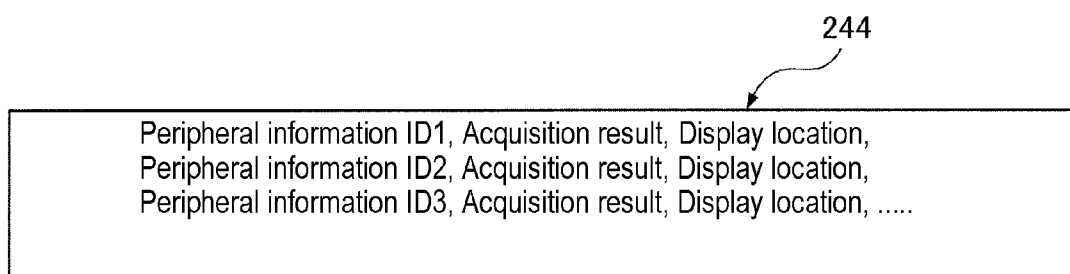 244
Peripheral information ID1, Acquisition result, Display location,
Peripheral information ID2, Acquisition result, Display location,
Peripheral information ID3, Acquisition result, Display location, .....